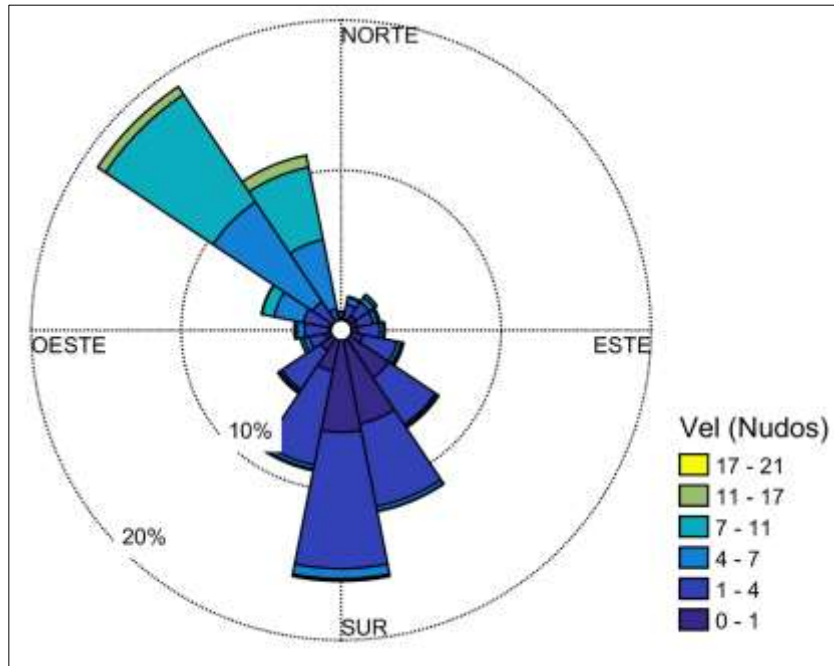 NORTE
OESTE
ESTE
10%
20%
SUR
Vel (Nudos)
17 - 21
11 - 17
7 - 11
4 - 7
1 - 4
0 - 1